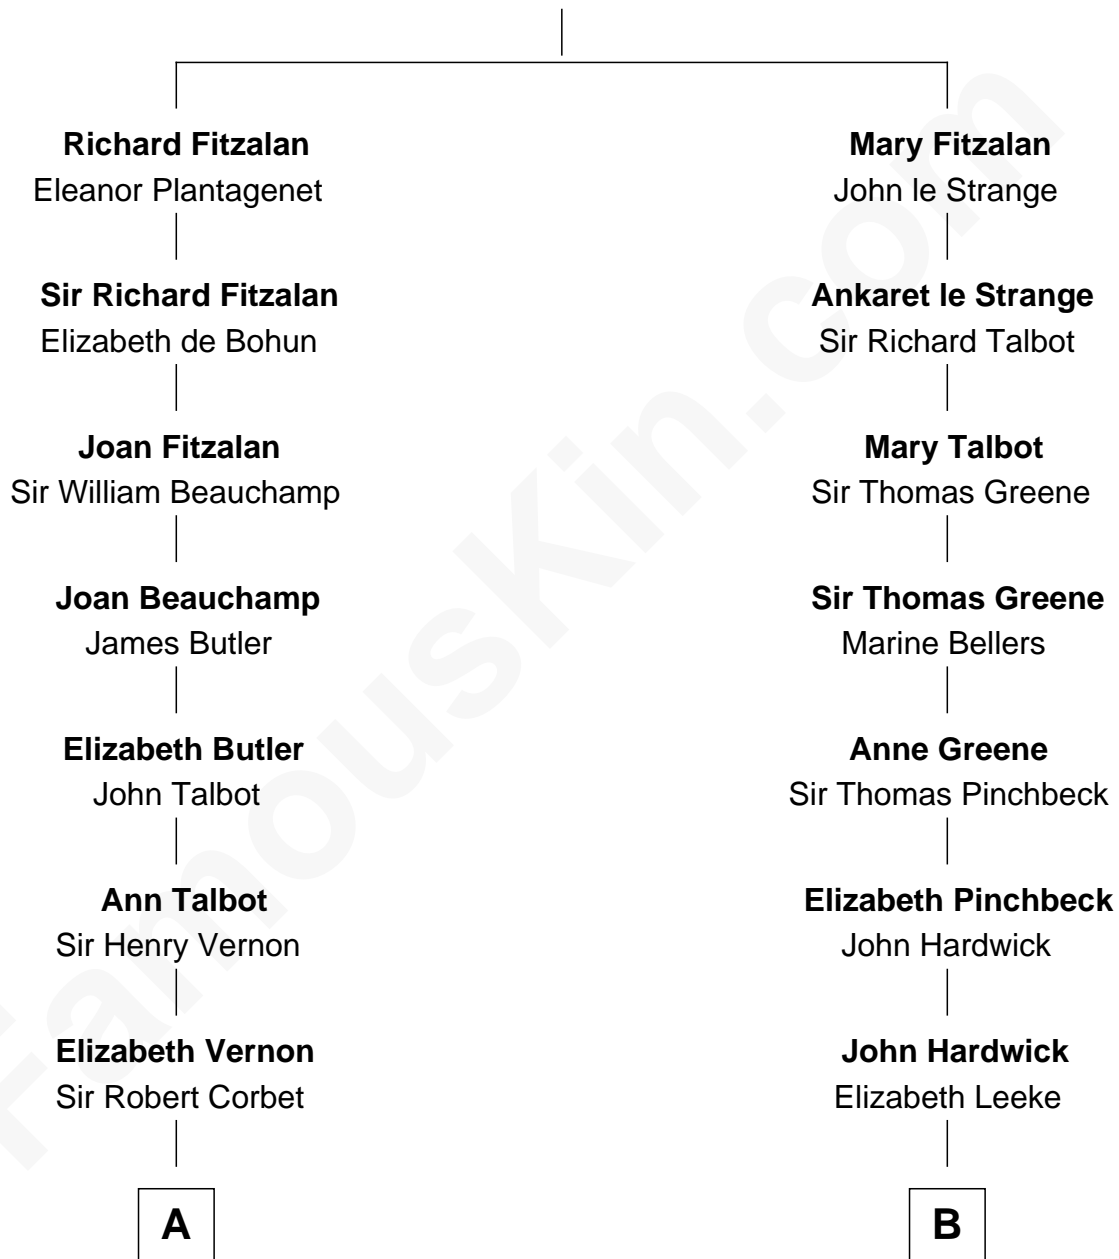 Richard Fitzalan
Eleanor Plantagenet
Mary Fitzalan
John le Strange
Sir Richard Fitzalan
Elizabeth de Bohun
Ankaret le Strange
Sir Richard Talbot
Joan Fitzalan
Sir William Beauchamp
Mary Talbot
Sir Thomas Greene
Joan Beauchamp
James Butler
Sir Thomas Greene
Marine Bellers
Elizabeth Butler
John Talbot
Anne Greene
Sir Thomas Pinchbeck
Ann Talbot
Sir Henry Vernon
Elizabeth Pinchbeck
John Hardwick
Elizabeth Vernon
Sir Robert Corbet
John Hardwick
Elizabeth Leeke
A
B
FamousKin.com